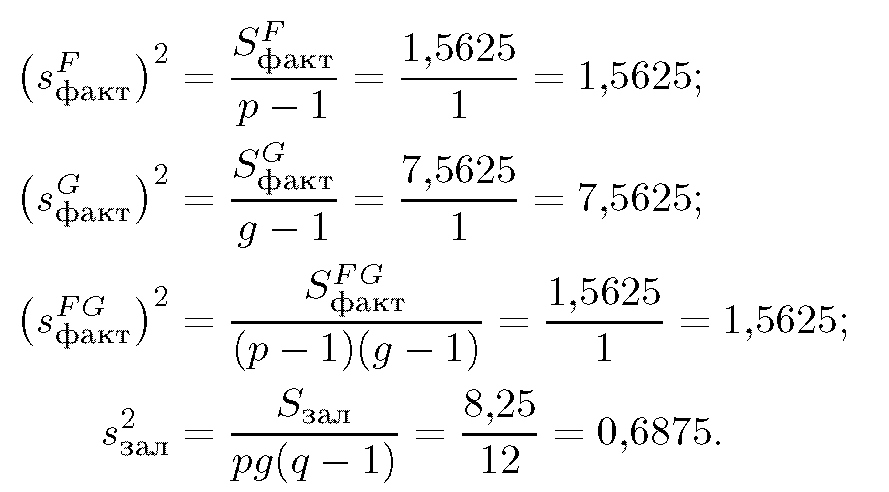 (s^F_факт)^2 = S^F_факт / (p − 1) = 1,5625 / 1 = 1,5625;
(s^G_факт)^2 = S^G_факт / (g − 1) = 7,5625 / 1 = 7,5625;
(s^{FG}_факт)^2 = S^{FG}_факт / ((p − 1)(g − 1)) = 1,5625 / 1 = 1,5625;
s^2_зал = S_зал / (pg(q − 1)) = 8,25 / 12 = 0,6875.